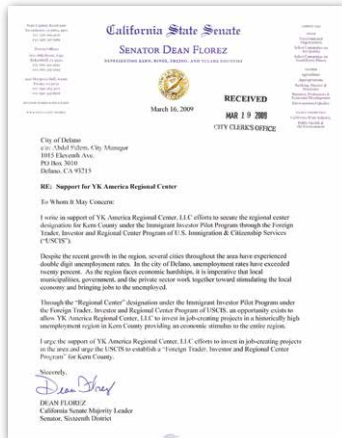 California State Senate
SENATOR DEAN FLOREZ
REPRESENTING KERN, KINGS, FRESNO, AND TULARE COUNTIES
March 16, 2009
RECEIVED
MAR 19 2009
CITY CLERK'S OFFICE
City of Delano
City Manager
1015 Eleventh Ave.
PO Box 3010
Delano, CA 93215
RE: Support for YK America Regional Center
To Whom It May Concern:
I write in support of YK America Regional Center, LLC efforts to secure the regional center
designation for Kern County under the Immigrant Investor Pilot Program through the Foreign
Trader, Investor and Regional Center Program of U.S. Immigration & Citizenship Services
("USCIS").
Despite the recent growth in the region, several cities throughout the area have experienced
double digit unemployment rates. In the city of Delano, unemployment rates have exceeded
twenty percent. As the region faces economic hardships, it is imperative that local
municipalities, government, and the private sector work together toward stimulating the local
economy and bringing jobs to the unemployed.
Through the "Regional Center" designation under the Immigrant Investor Pilot Program under
the Foreign Trader, Investor and Regional Center Program of USCIS, an opportunity exists to
allow YK America Regional Center, LLC to invest in job-creating projects in a historically high
unemployment region in Kern County providing an economic stimulus to the entire region.
I urge the support of YK America Regional Center, LLC efforts to invest in job-creating projects
in the area and urge the USCIS to establish a "Foreign Trader, Investor and Regional Center
Program" for Kern County.
Sincerely,
Dean Florez
DEAN FLOREZ
California Senate Majority Leader
Senator, Sixteenth District